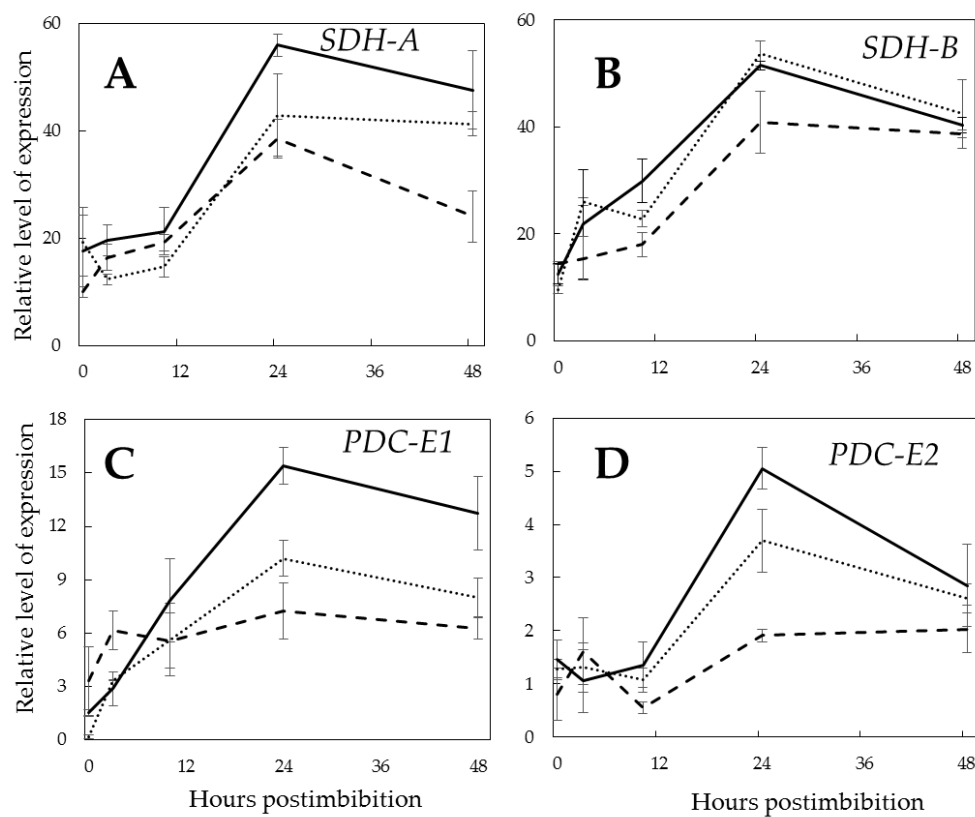 60
40
20
0
Relative level of expression
A
SDH-A
0 12 24 36 48
60
40
20
0
B
SDH-B
0 12 24 36 48
18
15
12
9
6
3
0
Relative level of expression
C
PDC-E1
0 12 24 36 48
Hours postimbibition
6
5
4
3
2
1
0
D
PDC-E2
0 12 24 36 48
Hours postimbibition